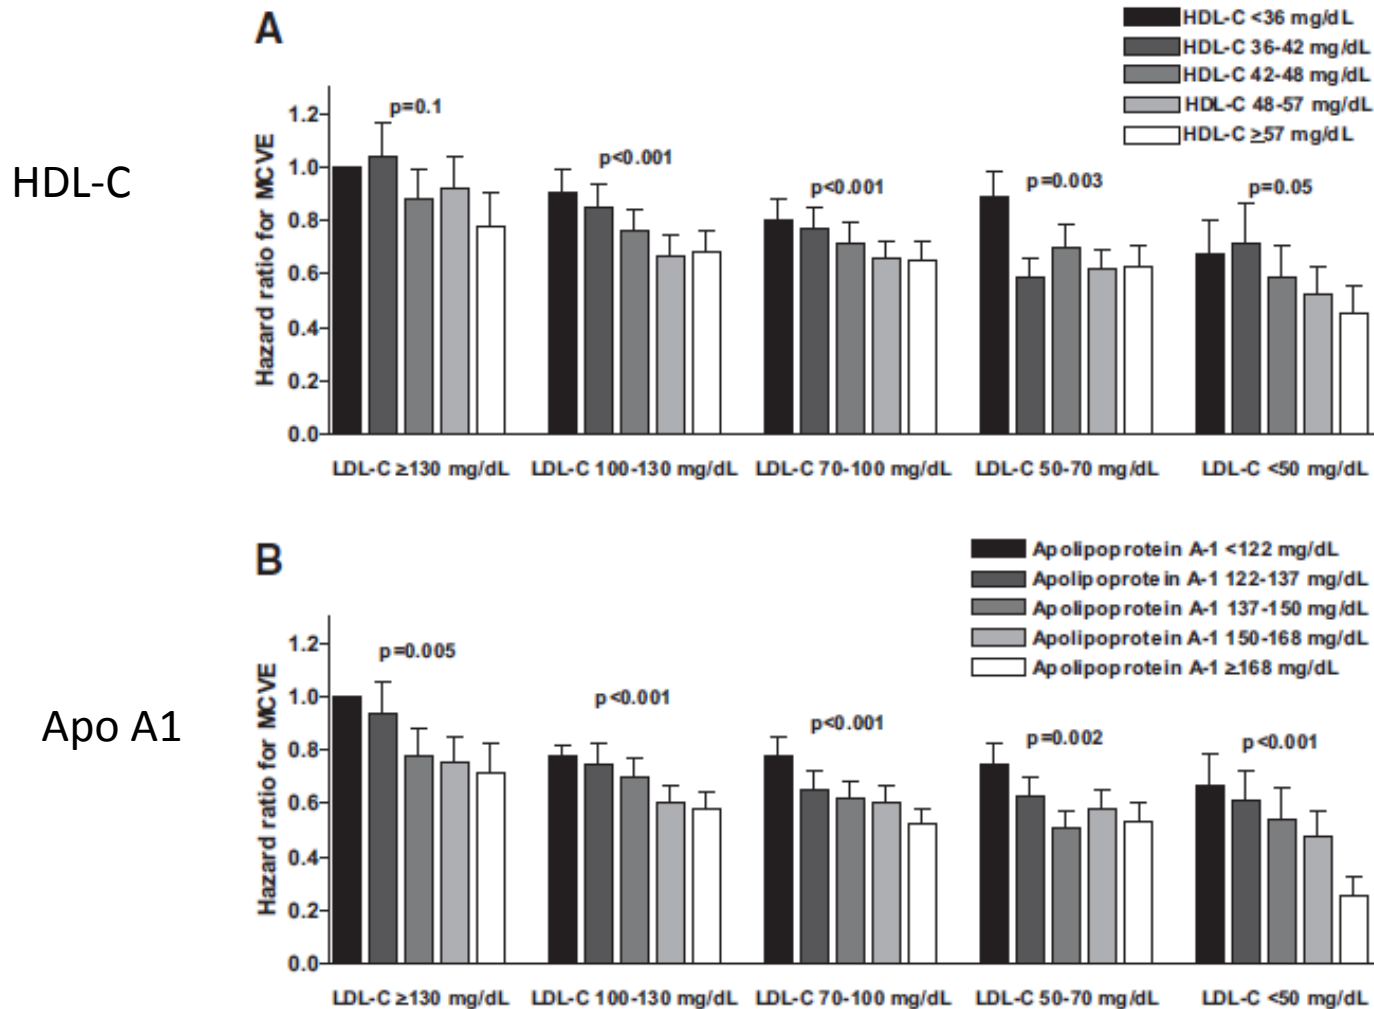 A
HDL-C <36 mg/dL
HDL-C 36-42 mg/dL
HDL-C 42-48 mg/dL
HDL-C 48-57 mg/dL
HDL-C ≥57 mg/dL
HDL-C
Hazard ratio for MCVE
1.2
1.0
0.8
0.6
0.4
0.2
0.0
p=0.1
p<0.001
p<0.001
p=0.003
p=0.05
LDL-C ≥130 mg/dL
LDL-C 100-130 mg/dL
LDL-C 70-100 mg/dL
LDL-C 50-70 mg/dL
LDL-C <50 mg/dL
B
Apolipoprotein A-1 <122 mg/dL
Apolipoprotein A-1 122-137 mg/dL
Apolipoprotein A-1 137-150 mg/dL
Apolipoprotein A-1 150-168 mg/dL
Apolipoprotein A-1 ≥168 mg/dL
Apo A1
Hazard ratio for MCVE
1.2
1.0
0.8
0.6
0.4
0.2
0.0
p=0.005
p<0.001
p<0.001
p=0.002
p<0.001
LDL-C ≥130 mg/dL
LDL-C 100-130 mg/dL
LDL-C 70-100 mg/dL
LDL-C 50-70 mg/dL
LDL-C <50 mg/dL